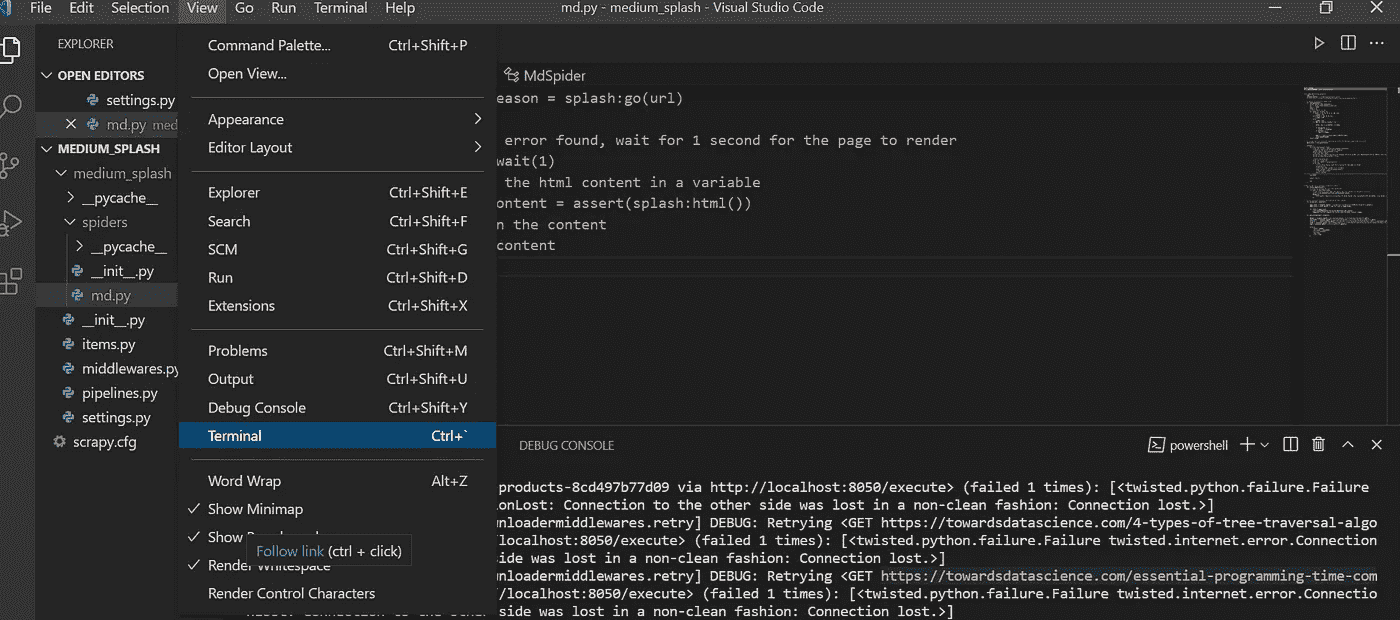 File Edit Selection View Go Run Terminal Help md.py - medium_splash - Visual Studio Code
EXPLORER
OPEN EDITORS
settings.py
md.py med
MEDIUM_SPLASH
medium_splash
__pycache__
spiders
__pycache__
__init__.py
md.py
__init__.py
items.py
middlewares.py
pipelines.py
settings.py
scrapy.cfg
Command Palette... Ctrl+Shift+P
Open View...
Appearance
Editor Layout
Explorer Ctrl+Shift+E
Search Ctrl+Shift+F
SCM Ctrl+Shift+G
Run Ctrl+Shift+D
Extensions Ctrl+Shift+X
Problems Ctrl+Shift+M
Output Ctrl+Shift+U
Debug Console Ctrl+Shift+Y
Terminal Ctrl+`
Word Wrap Alt+Z
Show Minimap
Show
Follow link (ctrl + click)
Render Whitespace
Render Control Characters
MdSpider
eason = splash:go(url)
error found, wait for 1 second for the page to render
wait(1)
the html content in a variable
ontent = assert(splash:html())
n the content
content
DEBUG CONSOLE
powershell
products-8cd497b77d09 via http://localhost:8050/execute> (failed 1 times): [<twisted.python.failure.Failure
onLost: Connection to the other side was lost in a non-clean fashion: Connection lost.>]
wnloadermiddlewares.retry] DEBUG: Retrying <GET https://towardsdatascience.com/4-types-of-tree-traversal-algo
/localhost:8050/execute> (failed 1 times): [<twisted.python.failure.Failure twisted.internet.error.Connection
side was lost in a non-clean fashion: Connection lost.>]
wnloadermiddlewares.retry] DEBUG: Retrying <GET https://towardsdatascience.com/essential-programming-time-com
//localhost:8050/execute> (failed 1 times): [<twisted.python.failure.Failure twisted.internet.error.Connectio
side was lost in a non-clean fashion: Connection lost.>]